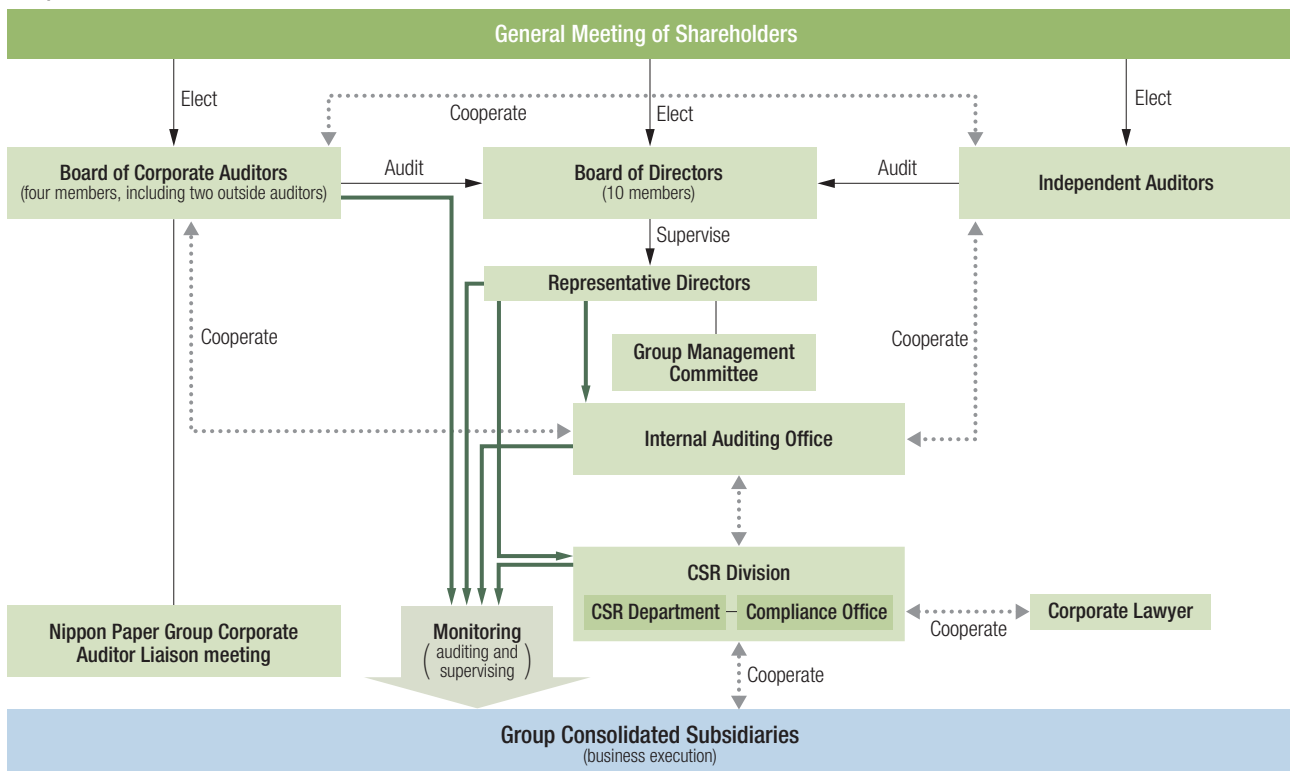 General Meeting of Shareholders
Elect
Cooperate
Elect
Elect
Board of Corporate Auditors
(four members, including two outside auditors)
Audit
Board of Directors
(10 members)
Audit
Independent Auditors
Supervise
Representative Directors
Cooperate
Group Management
Committee
Cooperate
Internal Auditing Office
CSR Division
CSR Department
Compliance Office
Cooperate
Corporate Lawyer
Nippon Paper Group Corporate
Auditor Liaison meeting
Monitoring
(auditing and
supervising)
Cooperate
Group Consolidated Subsidiaries
(business execution)